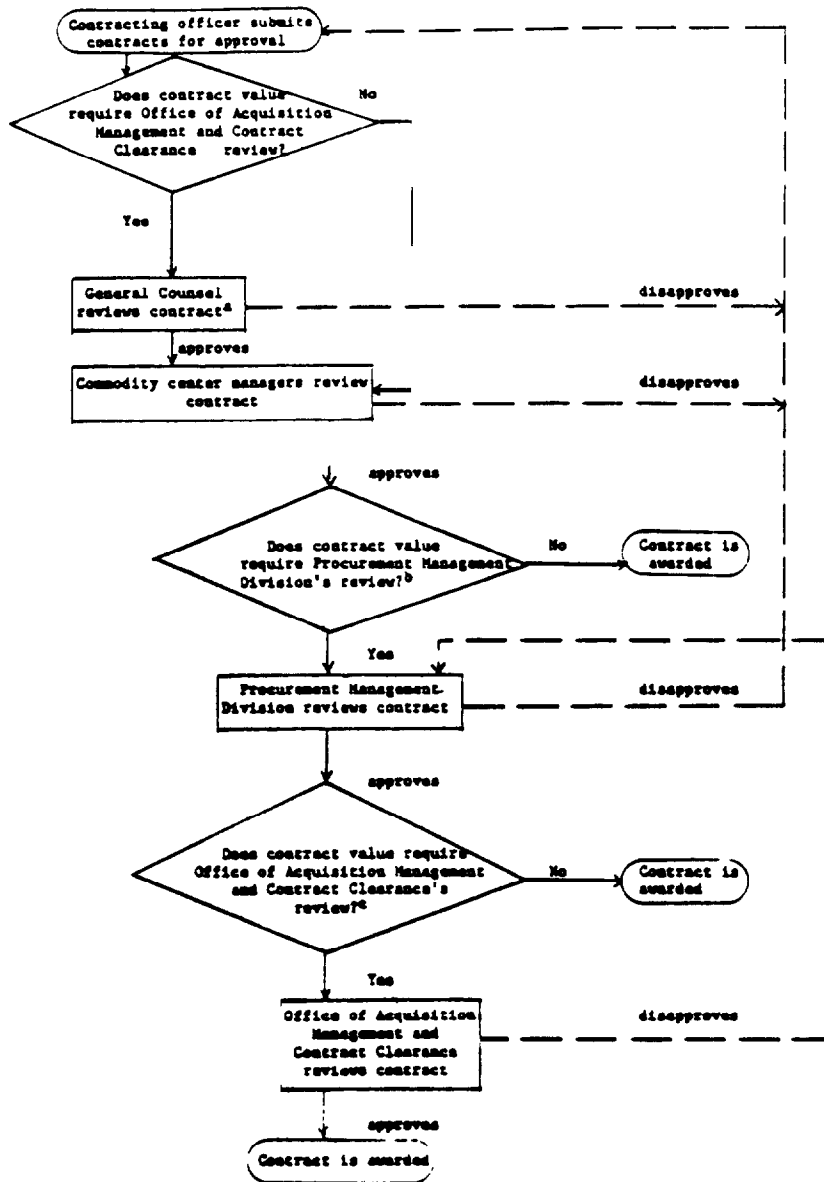 Contracting officer submits
contracts for approval
Does contract value
require Office of Acquisition
Management and Contract
Clearance review?
No
Yes
General Counsel
reviews contract a
disapproves
approves
Commodity center managers review
contract
disapproves
approves
Does contract value
require Procurement Management
Division's review? b
No
Contract is
awarded
Yes
Procurement Management
Division reviews contract
disapproves
approves
Does contract value require
Office of Acquisition Management
and Contract Clearance's
review? c
No
Contract is
awarded
Yes
Office of Acquisition
Management and
Contract Clearance
reviews contract
disapproves
approves
Contract is awarded